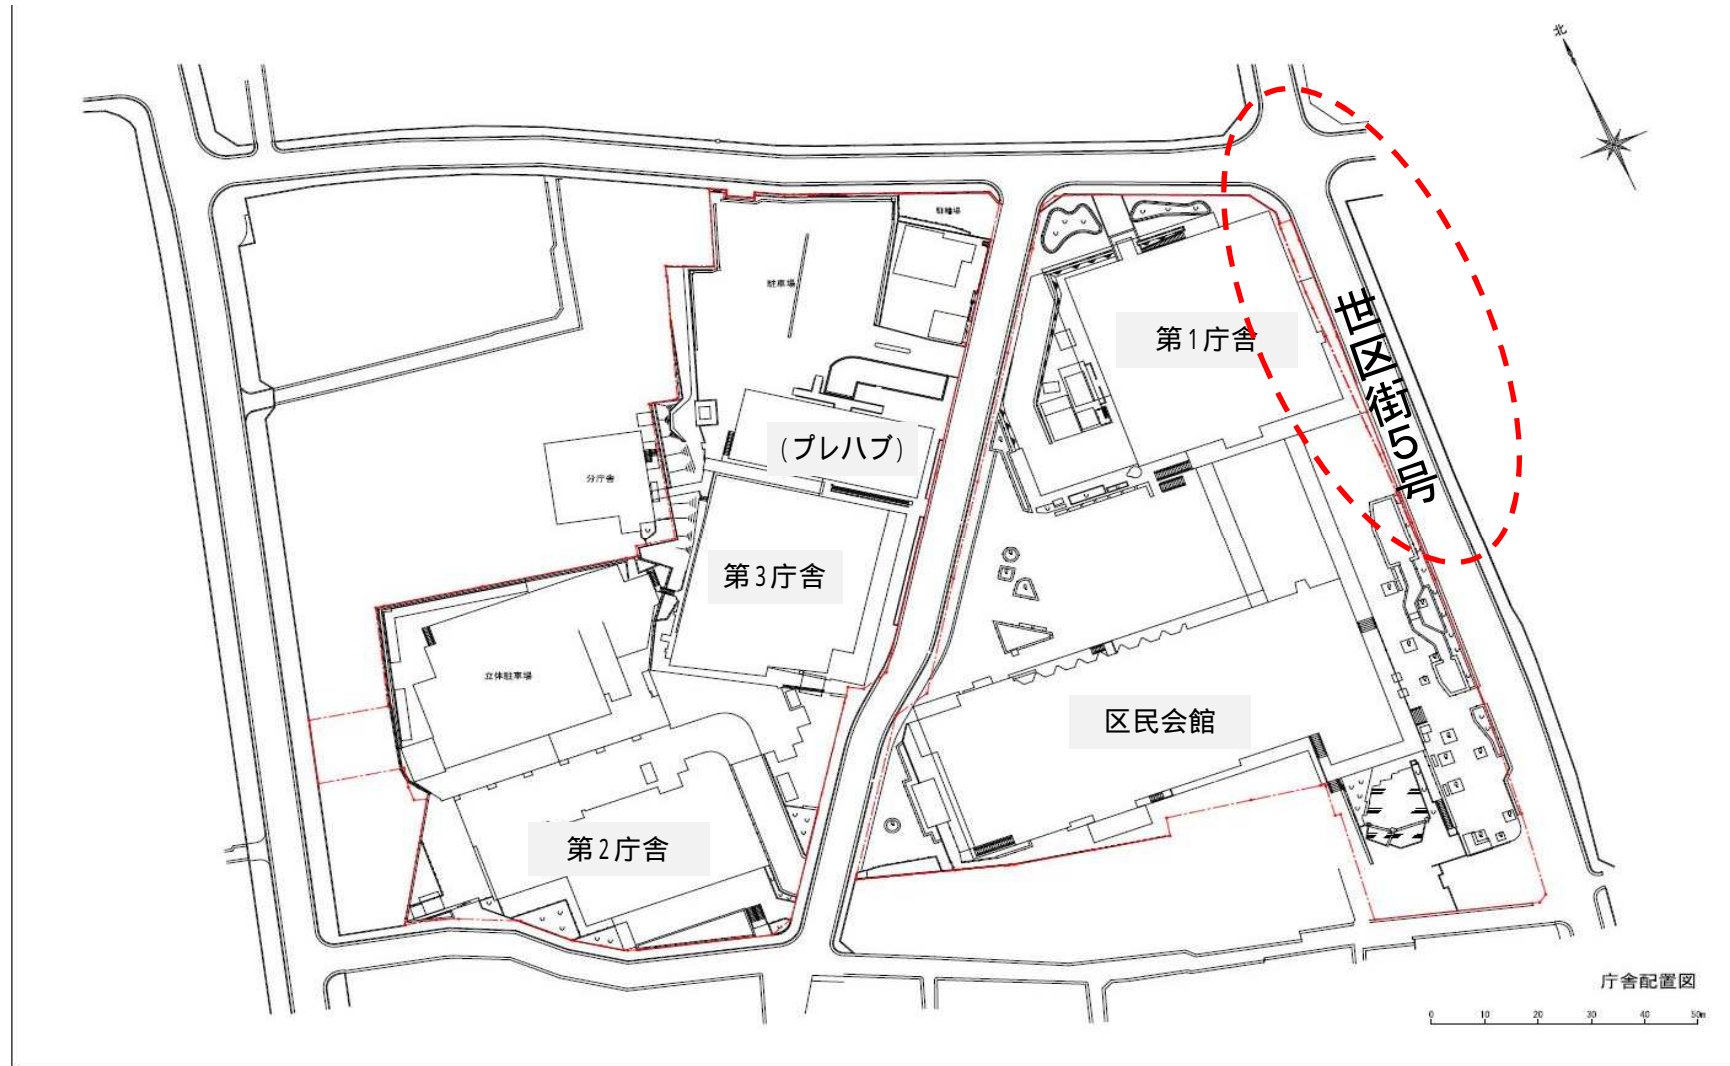 北
駐輪場
駐車場
第1庁舎
世区街5号
(プレハブ)
分庁舎
第3庁舎
立体駐車場
区民会館
第2庁舎
庁舎配置図
0 10 20 30 40 50m